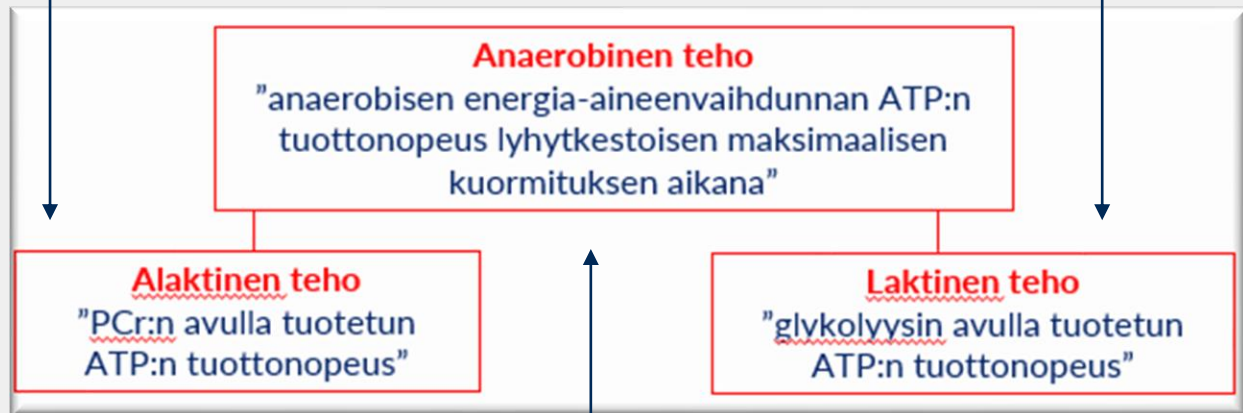 Anaerobinen teho
”anaerobisen energia-aineenvaihdunnan ATP:n
tuottonopeus lyhytkestoisen maksimaalisen
kuormituksen aikana”
Alaktinen teho
”PCr:n avulla tuotetun
ATP:n tuottonopeus”
Laktinen teho
”glykolyysin avulla tuotetun
ATP:n tuottonopeus”